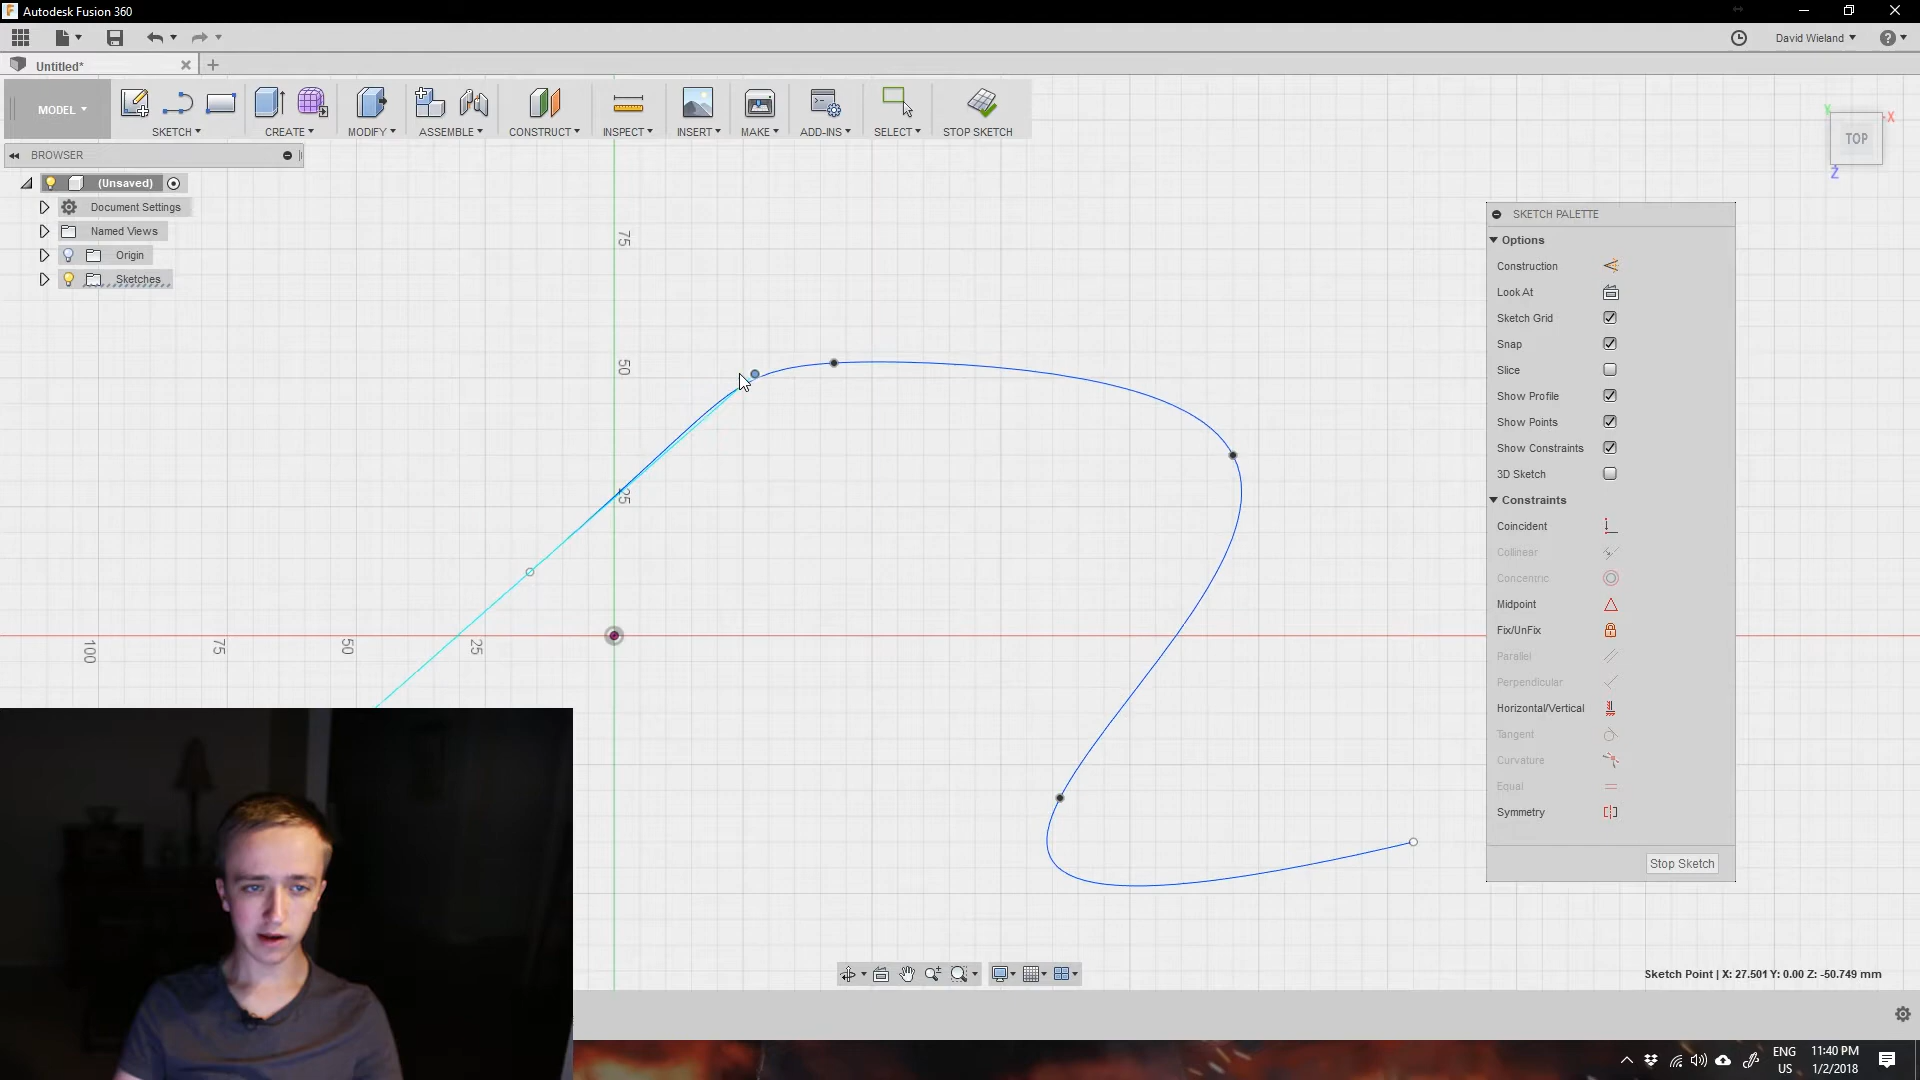 Autodesk Fusion 360
David Wieland
Untitled*
MODEL
SKETCH
CREATE
MODIFY
ASSEMBLE
CONSTRUCT
INSPECT
INSERT
MAKE
ADD-INS
SELECT
STOP SKETCH
BROWSER
(Unsaved)
Document Settings
Named Views
Origin
Sketches
Y
X
TOP
Z
75
50
25
100
75
50
25
SKETCH PALETTE
Options
Construction
Look At
Sketch Grid
Snap
Slice
Show Profile
Show Points
Show Constraints
3D Sketch
Constraints
Coincident
Collinear
Concentric
Midpoint
Fix/UnFix
Parallel
Perpendicular
Horizontal/Vertical
Tangent
Curvature
Equal
Symmetry
Stop Sketch
Sketch Point | X: 27.501 Y: 0.00 Z: -50.749 mm
ENG
US
11:40 PM
1/2/2018